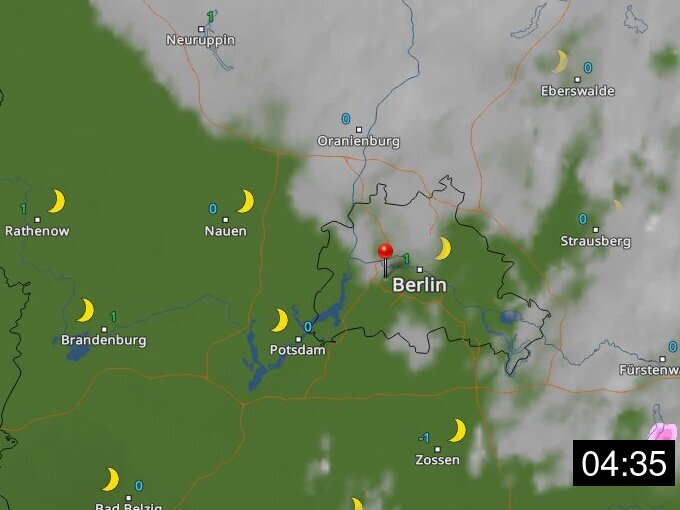 1
Neuruppin
0
Eberswalde
0
Oranienburg
1
Rathenow
0
Nauen
0
Strausberg
1
Berlin
1
Brandenburg
0
Potsdam
0
Fürstenwa
-1
Zossen
04:35
0
Bad Belzig